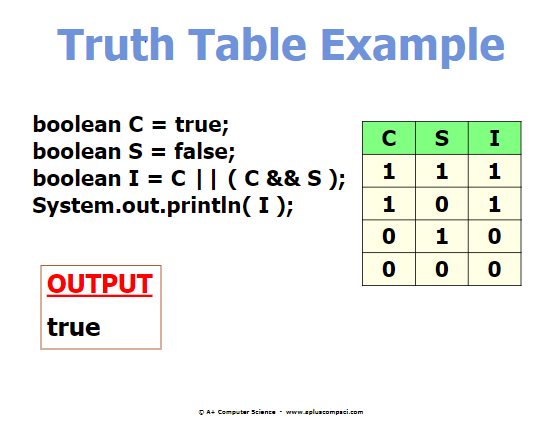 Truth Table Example
boolean C = true;
boolean S = false;
boolean I = C || ( C && S );
System.out.println( I );
C S I
1 1 1
1 0 1
0 1 0
0 0 0
OUTPUT
true
© A+ Computer Science - www.apluscompsci.com